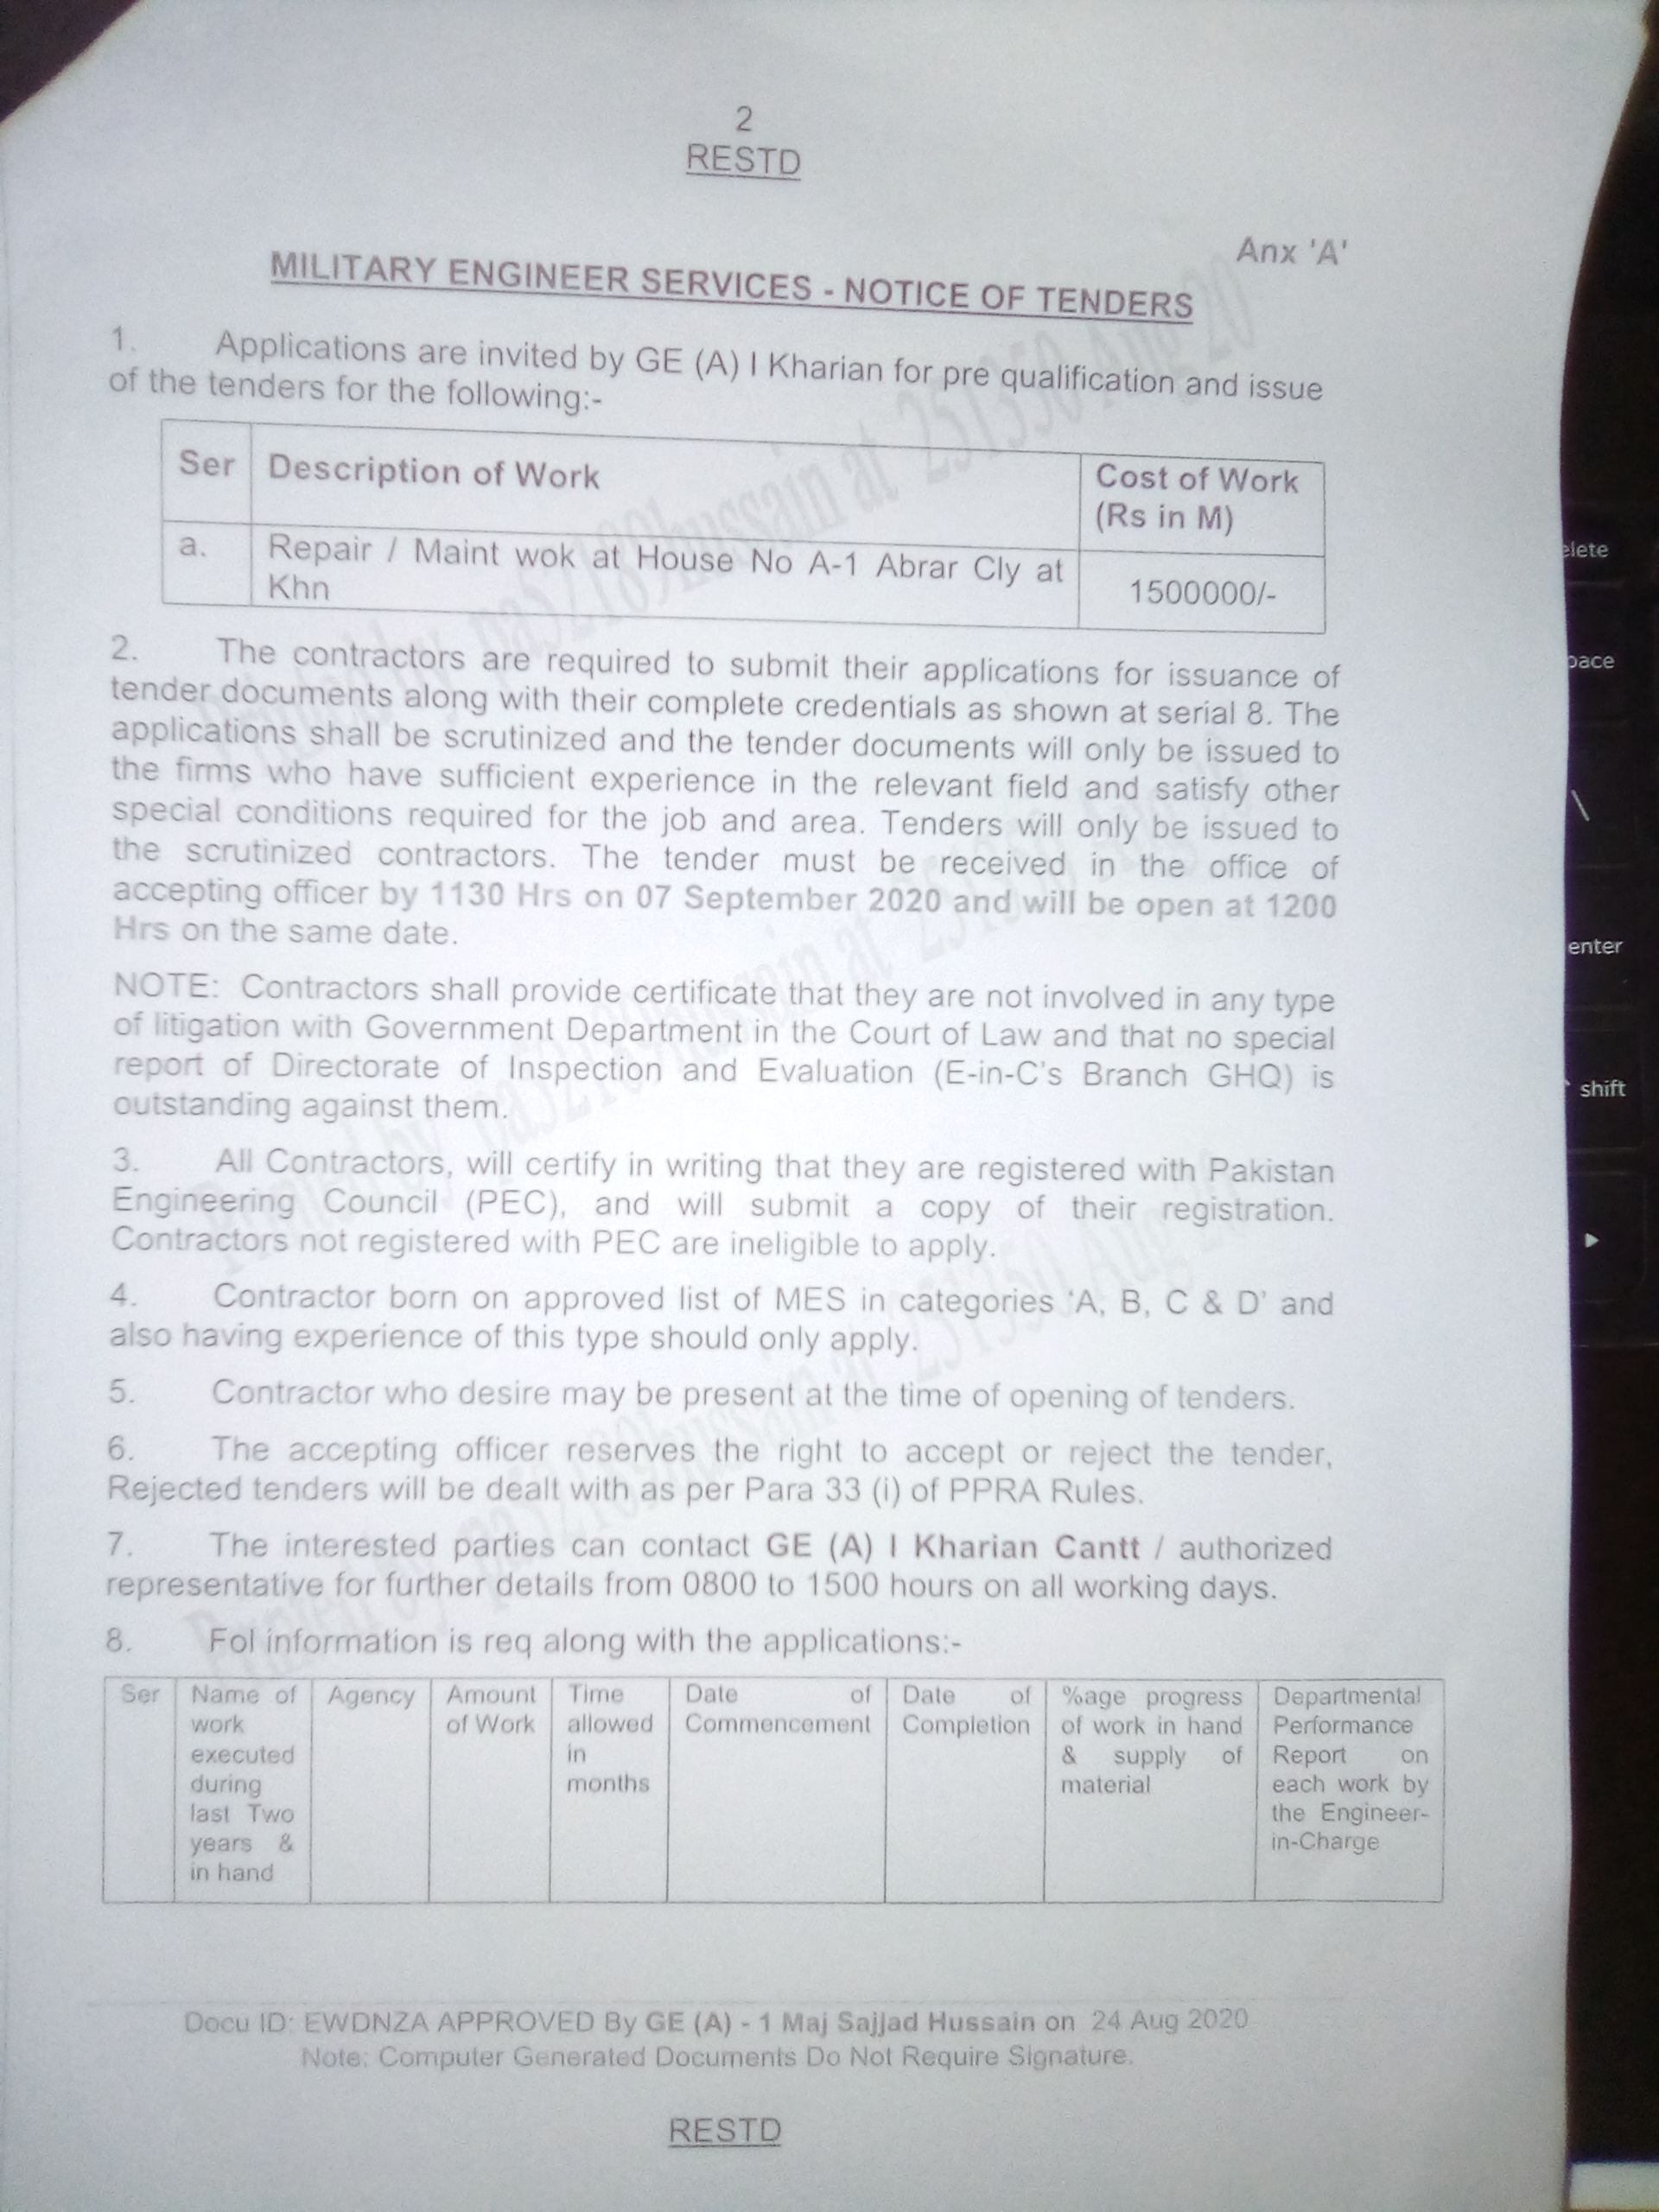 2
RESTD
Anx 'A'
MILITARY ENGINEER SERVICES - NOTICE OF TENDERS
1. Applications are invited by GE (A) I Kharian for pre qualification and issue
of the tenders for the following:-
Ser Description of Work Cost of Work
(Rs in M)
a. Repair / Maint wok at House No A-1 Abrar Cly at
Khn 1500000/-
2. The contractors are required to submit their applications for issuance of
tender documents along with their complete credentials as shown at serial 8. The
applications shall be scrutinized and the tender documents will only be issued to
the firms who have sufficient experience in the relevant field and satisfy other
special conditions required for the job and area. Tenders will only be issued to
the scrutinized contractors. The tender must be received in the office of
accepting officer by 1130 Hrs on 07 September 2020 and will be open at 1200
Hrs on the same date.
NOTE: Contractors shall provide certificate that they are not involved in any type
of litigation with Government Department in the Court of Law and that no special
report of Directorate of Inspection and Evaluation (E-in-C's Branch GHQ) is
outstanding against them.
3. All Contractors, will certify in writing that they are registered with Pakistan
Engineering Council (PEC), and will submit a copy of their registration.
Contractors not registered with PEC are ineligible to apply.
4. Contractor born on approved list of MES in categories 'A, B, C & D' and
also having experience of this type should only apply.
5. Contractor who desire may be present at the time of opening of tenders.
6. The accepting officer reserves the right to accept or reject the tender,
Rejected tenders will be dealt with as per Para 33 (i) of PPRA Rules.
7. The interested parties can contact GE (A) I Kharian Cantt / authorized
representative for further details from 0800 to 1500 hours on all working days.
8. Fol information is req along with the applications:-
Ser Name of Agency Amount Time Date of Date of %age progress Departmental
work of Work allowed Commencement Completion of work in hand Performance
executed in & supply of Report on
during months material each work by
last Two the Engineer-
years & in-Charge
in hand
Docu ID: EWDNZA APPROVED By GE (A) - 1 Maj Sajjad Hussain on 24 Aug 2020
Note: Computer Generated Documents Do Not Require Signature.
RESTD
elete
pace
\
enter
shift